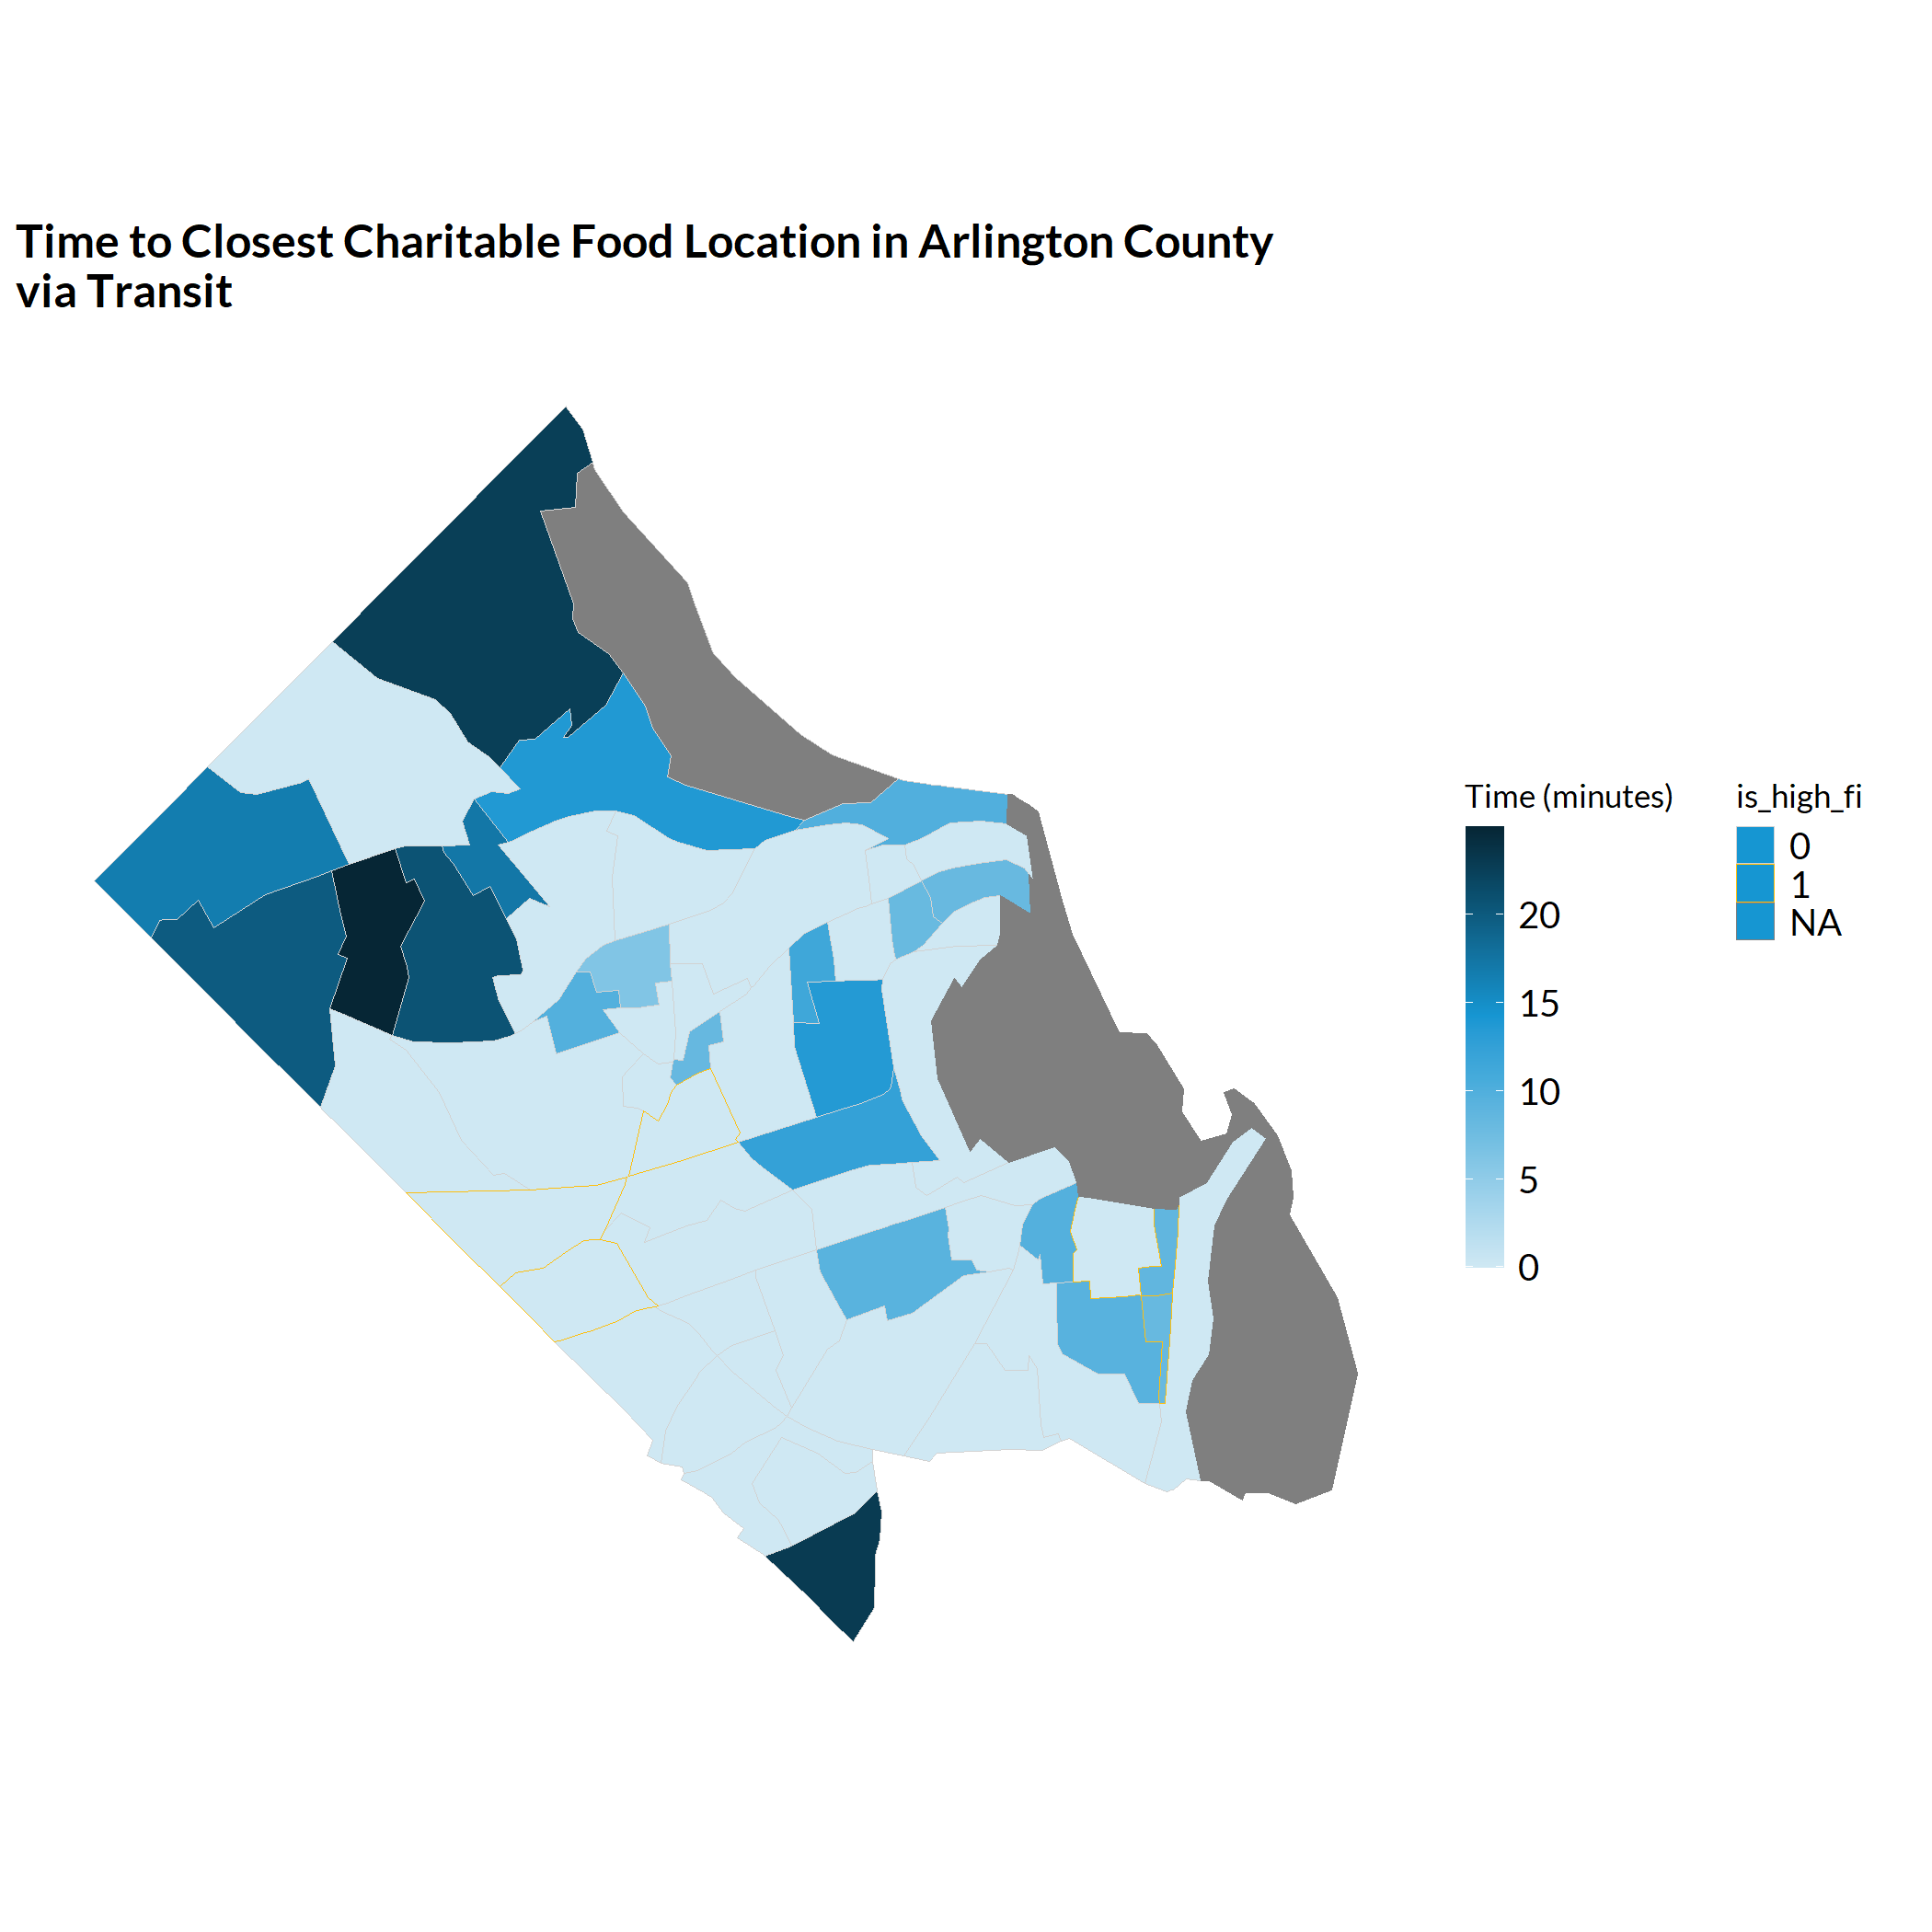 Time to Closest Charitable Food Location in Arlington County
via Transit
Time (minutes)
20
15
10
5
0
is_high_fi
0
1
NA